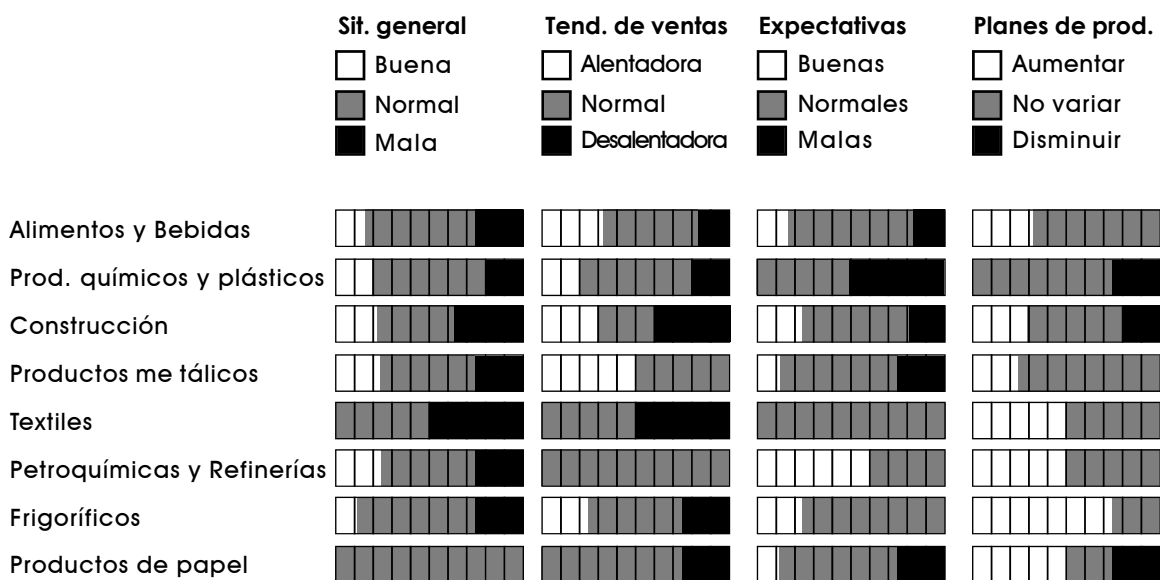 Sit. general Tend. de ventas Expectativas Planes de prod.
Buena Alentadora Buenas Aumentar
Normal Normal Normales No variar
Mala Desalentadora Malas Disminuir
Alimentos y Bebidas
Prod. químicos y plásticos
Construcción
Productos me tálicos
Textiles
Petroquímicas y Refinerías
Frigoríficos
Productos de papel